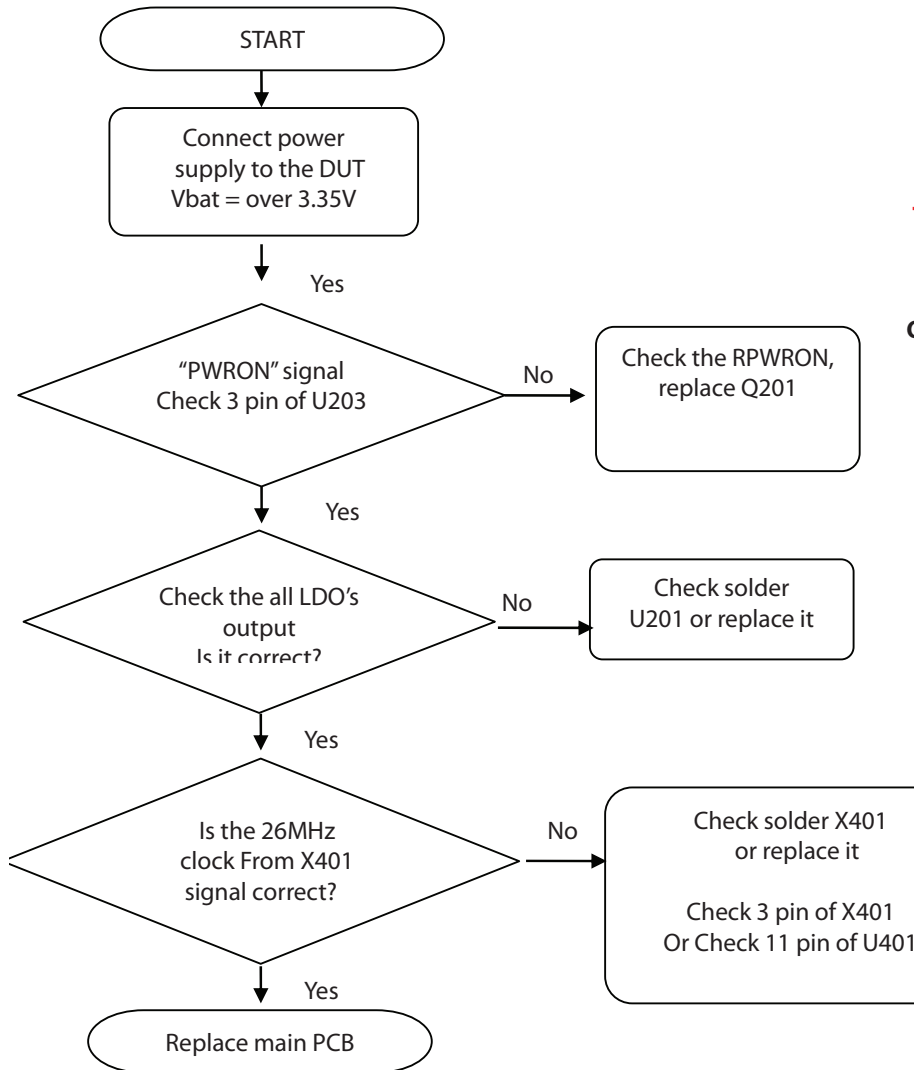 START
Connect power
supply to the DUT
Vbat = over 3.35V
Yes
“PWRON” signal
Check 3 pin of U203
No
Check the RPWRON,
replace Q201
Yes
Check the all LDO’s
output
Is it correct?
No
Check solder
U201 or replace it
Yes
Is the 26MHz
clock From X401
signal correct?
No
Check solder X401
or replace it
Check 3 pin of X401
Or Check 11 pin of U401
Yes
Replace main PCB